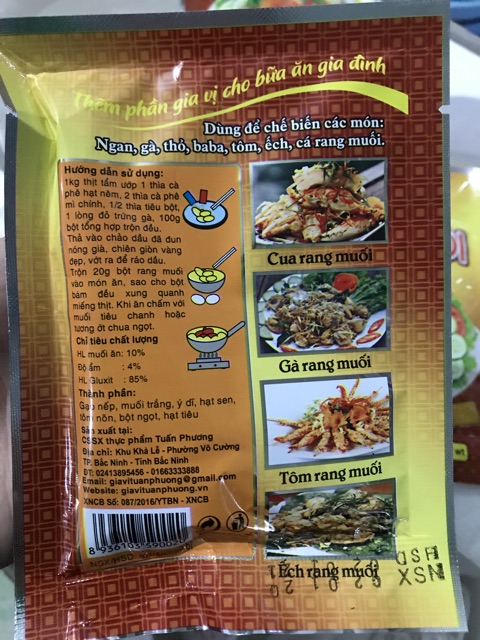 Thêm phần gia vị cho bữa ăn gia đình
Dùng để chế biến các món:
Ngan, gà, thỏ, baba, tôm, ếch, cá rang muối.
Hướng dẫn sử dụng:
1kg thịt tẩm ướp 1 thìa cà
phê hạt nêm, 2 thìa cà phê
mì chính, 1/2 thìa tiêu bột,
1 lòng đỏ trứng gà, 100g
bột tổng hợp trộn đều.
Thả vào chảo dầu đã đun
nóng già, chiên giòn vàng
đẹp, vớt ra để ráo dầu.
Trộn 20g bột rang muối
vào món ăn, sao cho bột
bám đều xung quanh
miếng thịt. Khi ăn chấm với
muối tiêu chanh hoặc
tương ớt chua ngọt.
Chỉ tiêu chất lượng
HL muối ăn: 10%
Độ ẩm : 4%
HL Gluxit : 85%
Thành phần:
Gạo nếp, muối trắng, ý dĩ, hạt sen,
tôm nõn, bột ngọt, hạt tiêu
Sản xuất tại:
CSSX thực phẩm Tuấn Phương
Địa chỉ: Khu Khả Lễ - Phường Võ Cường
TP. Bắc Ninh - Tỉnh Bắc Ninh
ĐT: 02413895456 - 01663333888
Email: giavituanphuong@gmail.com
Website: giavituanphuong.vn
XNCB Số: 087/2016/YTBN - XNCB
Cua rang muối
Gà rang muối
Tôm rang muối
Ếch rang muối
NSX
HSD